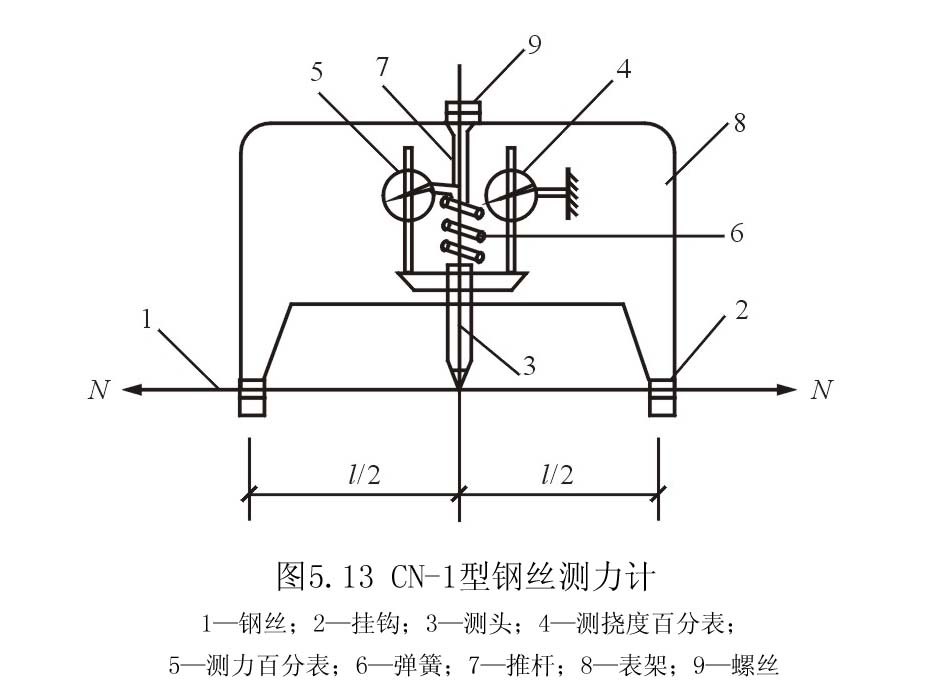 9
5
7
4
8
6
1
2
3
N
N
l/2
l/2
图5.13 CN-1型钢丝测力计
1—钢丝；2—挂钩；3—测头；4—测挠度百分表；
5—测力百分表；6—弹簧；7—推杆；8—表架；9—螺丝